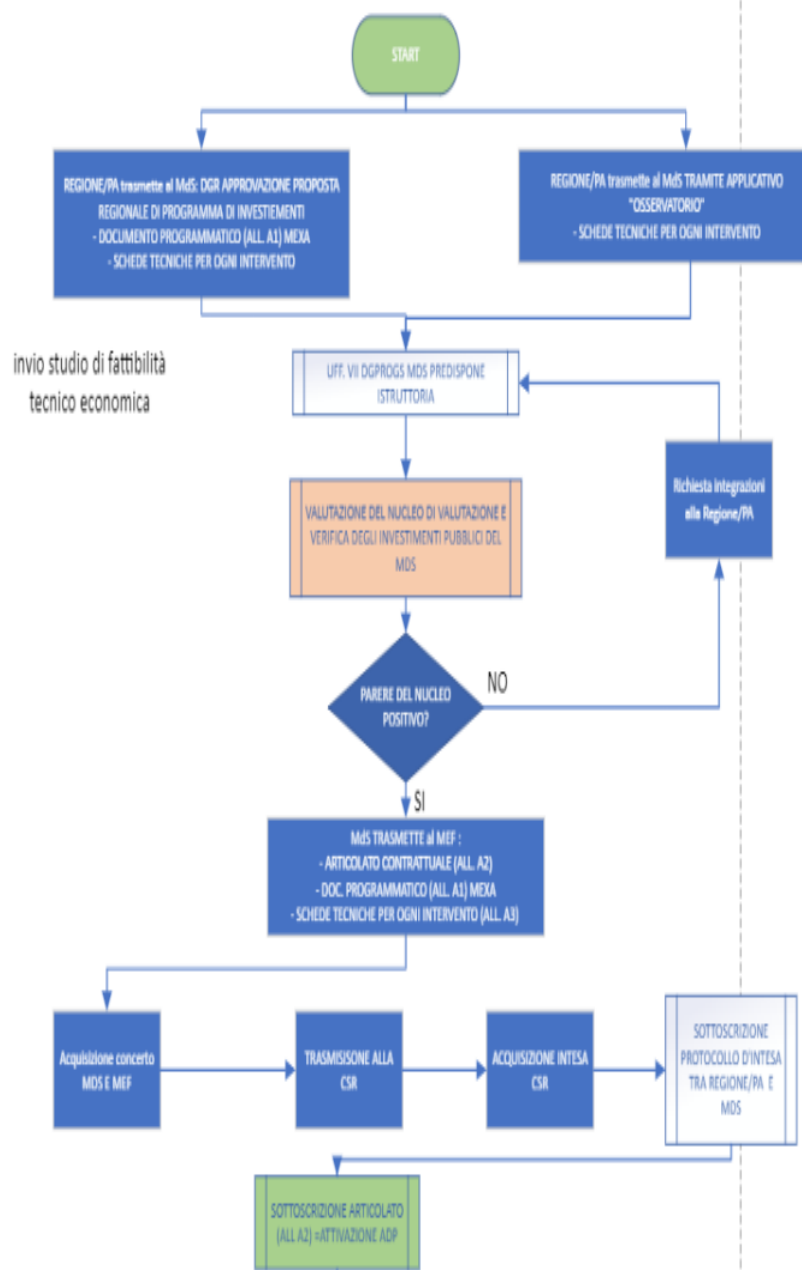 START
REGIONE/PA trasmette al MdS: DGR APPROVAZIONE PROPOSTA
REGIONALE DI PROGRAMMA DI INVESTIEMENTI
- DOCUMENTO PROGRAMMATICO (ALL. A1) MEXA
- SCHEDE TECNICHE PER OGNI INTERVENTO
REGIONE/PA trasmette al MdS TRAMITE APPLICATIVO
"OSSERVATORIO"
- SCHEDE TECNICHE PER OGNI INTERVENTO
invio studio di fattibilità
tecnico economica
UFF. VII DGPROGS MDS PREDISPONE
ISTRUTTORIA
Richiesta integrazioni
alla Regione/PA
VALUTAZIONE DEL NUCLEO DI VALUTAZIONE E
VERIFICA DEGLI INVESTIMENTI PUBBLICI DEL
MDS
PARERE DEL NUCLEO
POSITIVO?
NO
SI
MdS TRASMETTE al MEF :
- ARTICOLATO CONTRATTUALE (ALL. A2)
- DOC. PROGRAMMATICO (ALL. A1) MEXA
- SCHEDE TECNICHE PER OGNI INTERVENTO (ALL. A3)
Acquisizione concerto
MDS E MEF
TRASMISISONE ALLA
CSR
ACQUISIZIONE INTESA
CSR
SOTTOSCRIZIONE
PROTOCOLLO D'INTESA
TRA REGIONE/PA E
MDS
SOTTOSCRIZIONE ARTICOLATO
(ALL A2) =ATTIVAZIONE ADP